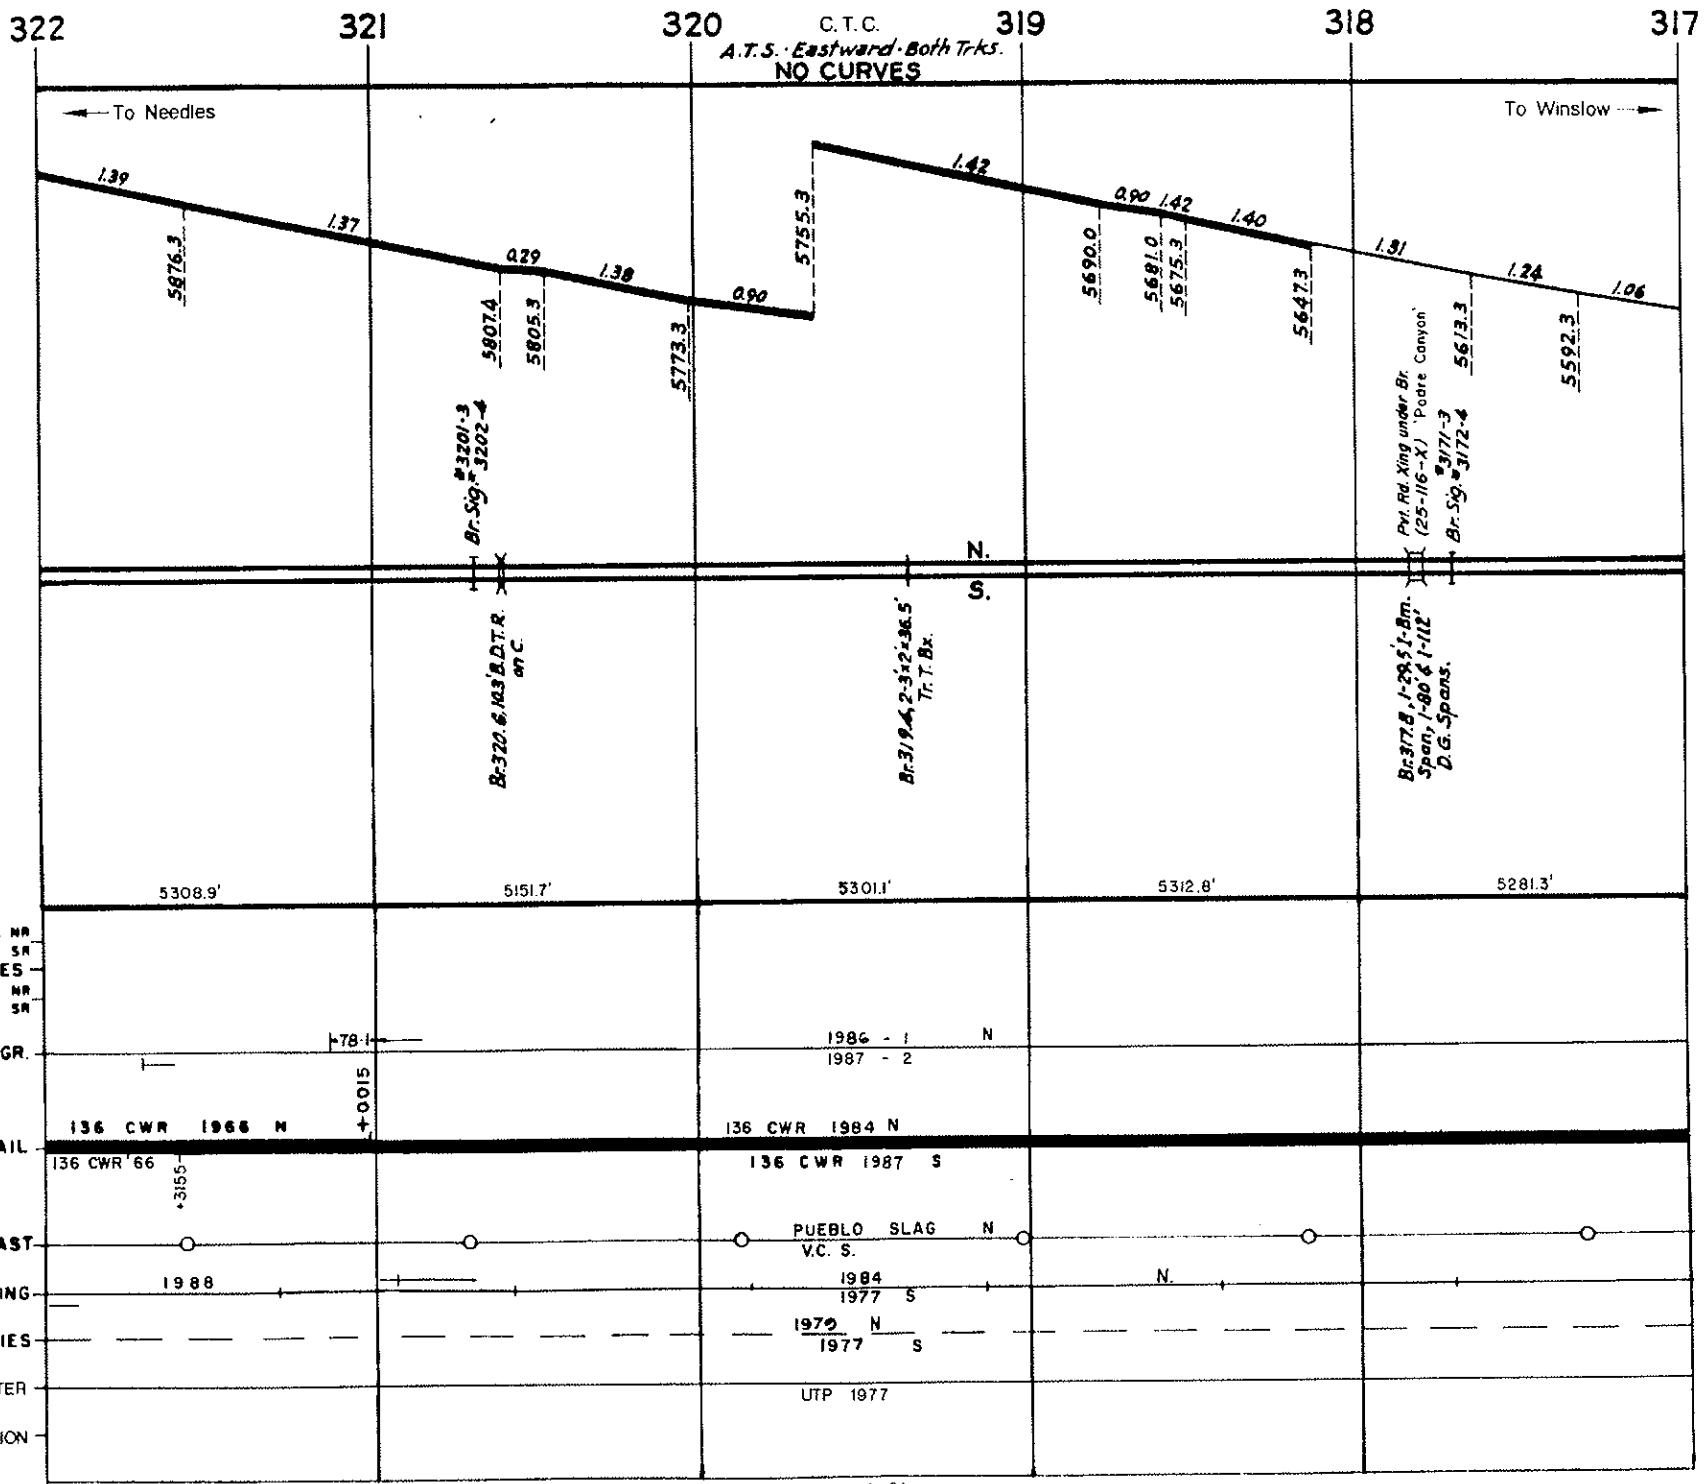 322 321 320 319 318 317
C.T.C.
A.T.S.·Eastward·Both Trks.
NO CURVES
To Needles
To Winslow
1.39
1.37
0.29
1.38
0.90
1.42
0.90
1.42
1.40
1.31
1.24
1.06
5876.3
5807.4
5805.3
5773.3
5755.3
5690.0
5681.0
5675.3
5647.3
5613.3
5592.3
#3201-3
Br. Sig. #3202-4
Pvt. Rd. Xing under Br.
(25-116-X) "Padre Canyon"
#3171-3
Br. Sig. #3172-4
N.
S.
Br. 320.6, 10.3' B.D.T.R.
on C.
Br. 319.4, 2-3'x2'x36.5'
Tr. T. Bx.
Br. 317.8, 1-29.5' I-Bm.
Span, 1-80' & 1-112'
D.G. Spans.
5308.9' 5151.7' 5301.1' 5312.8' 5281.3'
NR
SR
ES
NR
SR
GR.
78
1986 - 1 N
1987 - 2
+0015
AIL
136 CWR 1966 N
136 CWR 1984 N
136 CWR '66
136 CWR 1987 S
+3155
AST
PUEBLO SLAG N
V.C. S.
ING
1988
1984 N.
1977 S
IES
1979 N
1977 S
TER
UTP 1977
ION